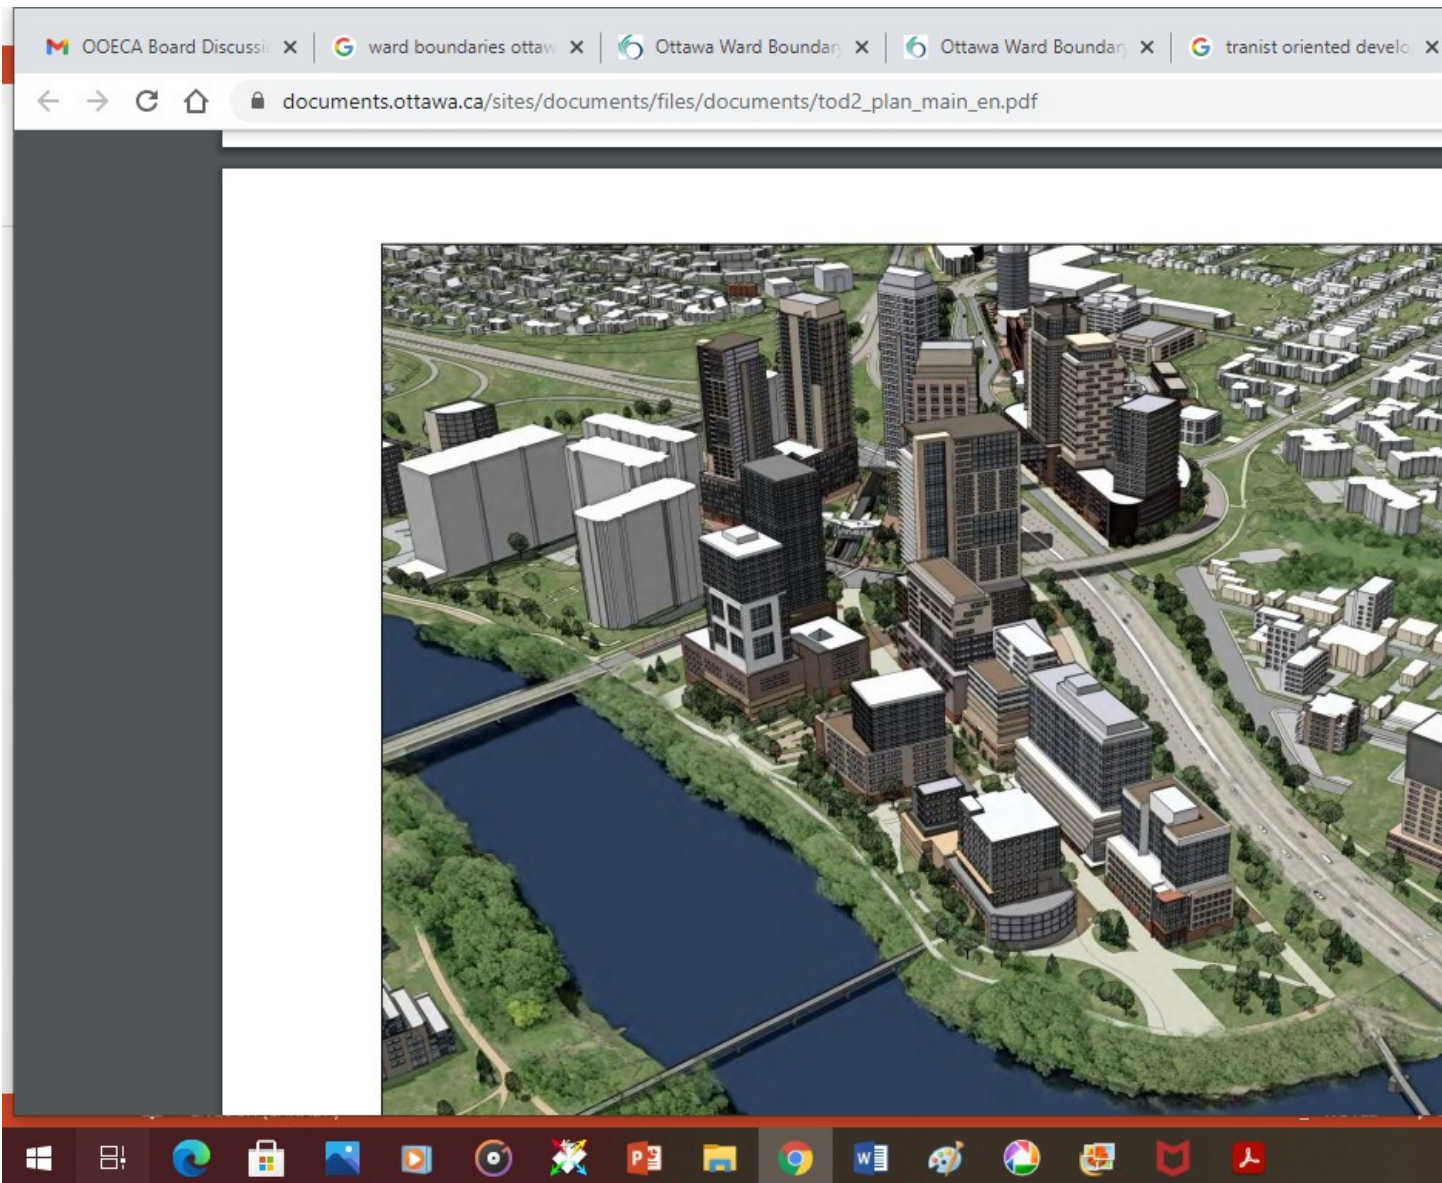 OOECA Board Discussi
ward boundaries ottaw
Ottawa Ward Boundar
Ottawa Ward Boundar
tranist oriented develo
documents.ottawa.ca/sites/documents/files/documents/tod2_plan_main_en.pdf